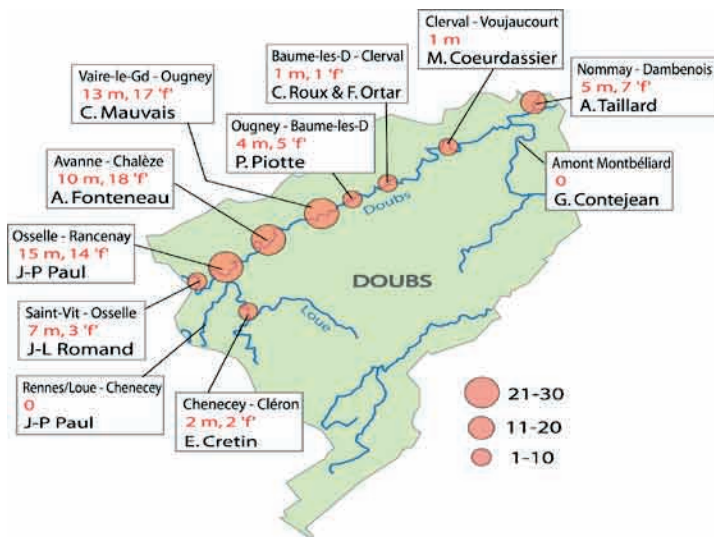 Clerval - Voujaucourt
1 m
M. Coeurdassier
Baume-les-D - Clerval
1 m, 1 'f'
C. Roux & F. Ortar
Nommay - Dambenois
5 m, 7 'f'
A. Taillard
Vaire-le-Gd - Ougney
13 m, 17 'f'
C. Mauvais
Ougney - Baume-les-D
4 m, 5 'f'
P. Piotte
Avanne - Chalèze
10 m, 18 'f'
A. Fonteneau
Amont Montbéliard
0
G. Contejean
Osselle - Rancenay
15 m, 14 'f'
J-P Paul
Saint-Vit - Osselle
7 m, 3 'f'
J-L Romand
Rennes/Loue - Chenecey
0
J-P Paul
Chenecey - Cléron
2 m, 2 'f'
E. Cretin
Doubs
DOUBS
Loue
21-30
11-20
1-10